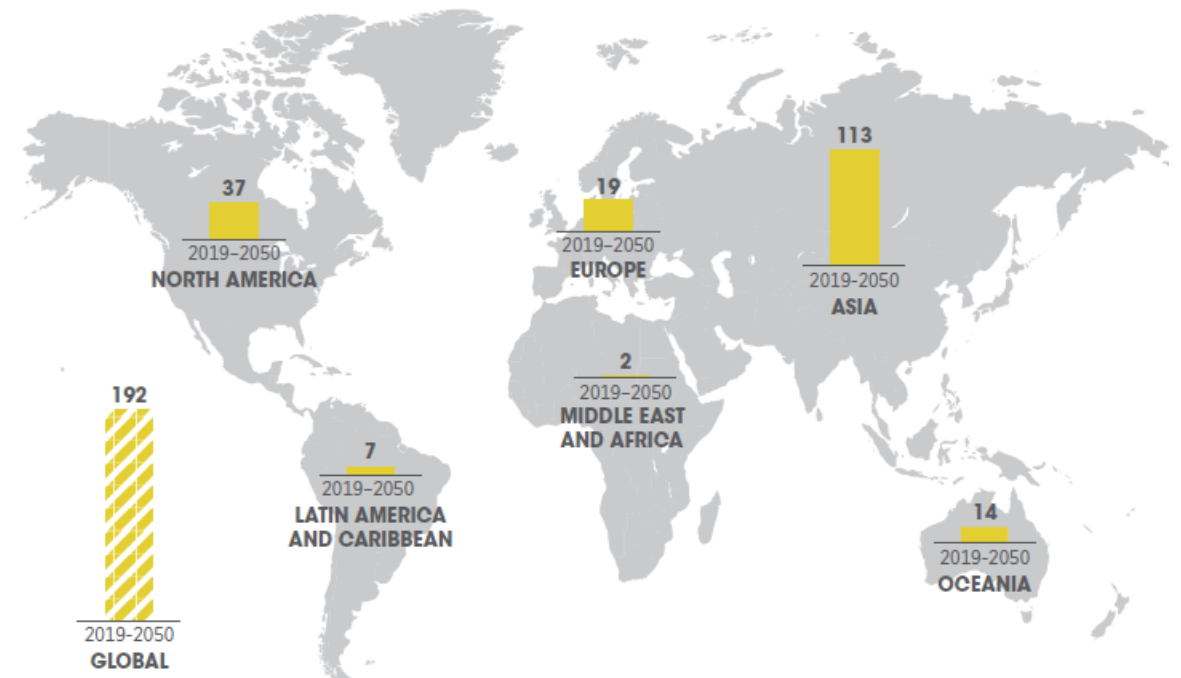 37
2019–2050
NORTH AMERICA
19
2019–2050
EUROPE
113
2019-2050
ASIA
192
2019-2050
GLOBAL
7
2019–2050
LATIN AMERICA
AND CARIBBEAN
2
2019–2050
MIDDLE EAST
AND AFRICA
14
2019-2050
OCEANIA